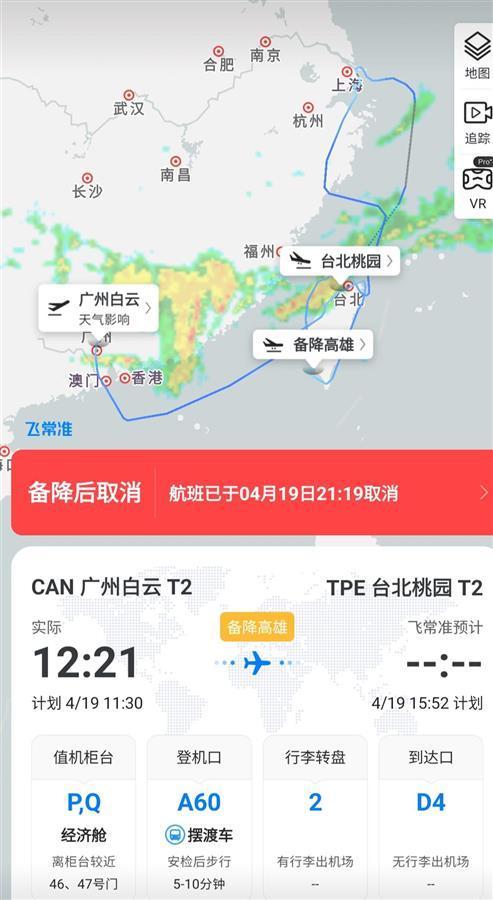 合肥
南京
上海
地图
武汉
杭州
追踪
南昌
Pro
长沙
VR
福州
台北桃园
广州白云
天气影响
台北
广州
备降高雄
澳门
香港
飞常准
海口
备降后取消
航班已于04月19日21:19取消
CAN 广州白云 T2
TPE 台北桃园 T2
实际
备降高雄
飞常准预计
12:21
--:--
计划 4/19 11:30
4/19 15:52 计划
值机柜台
登机口
行李转盘
到达口
P,Q
A60
2
D4
经济舱
摆渡车
离柜台较近
安检后步行
有行李出机场
无行李出机场
46、47号门
5-10分钟
--
--